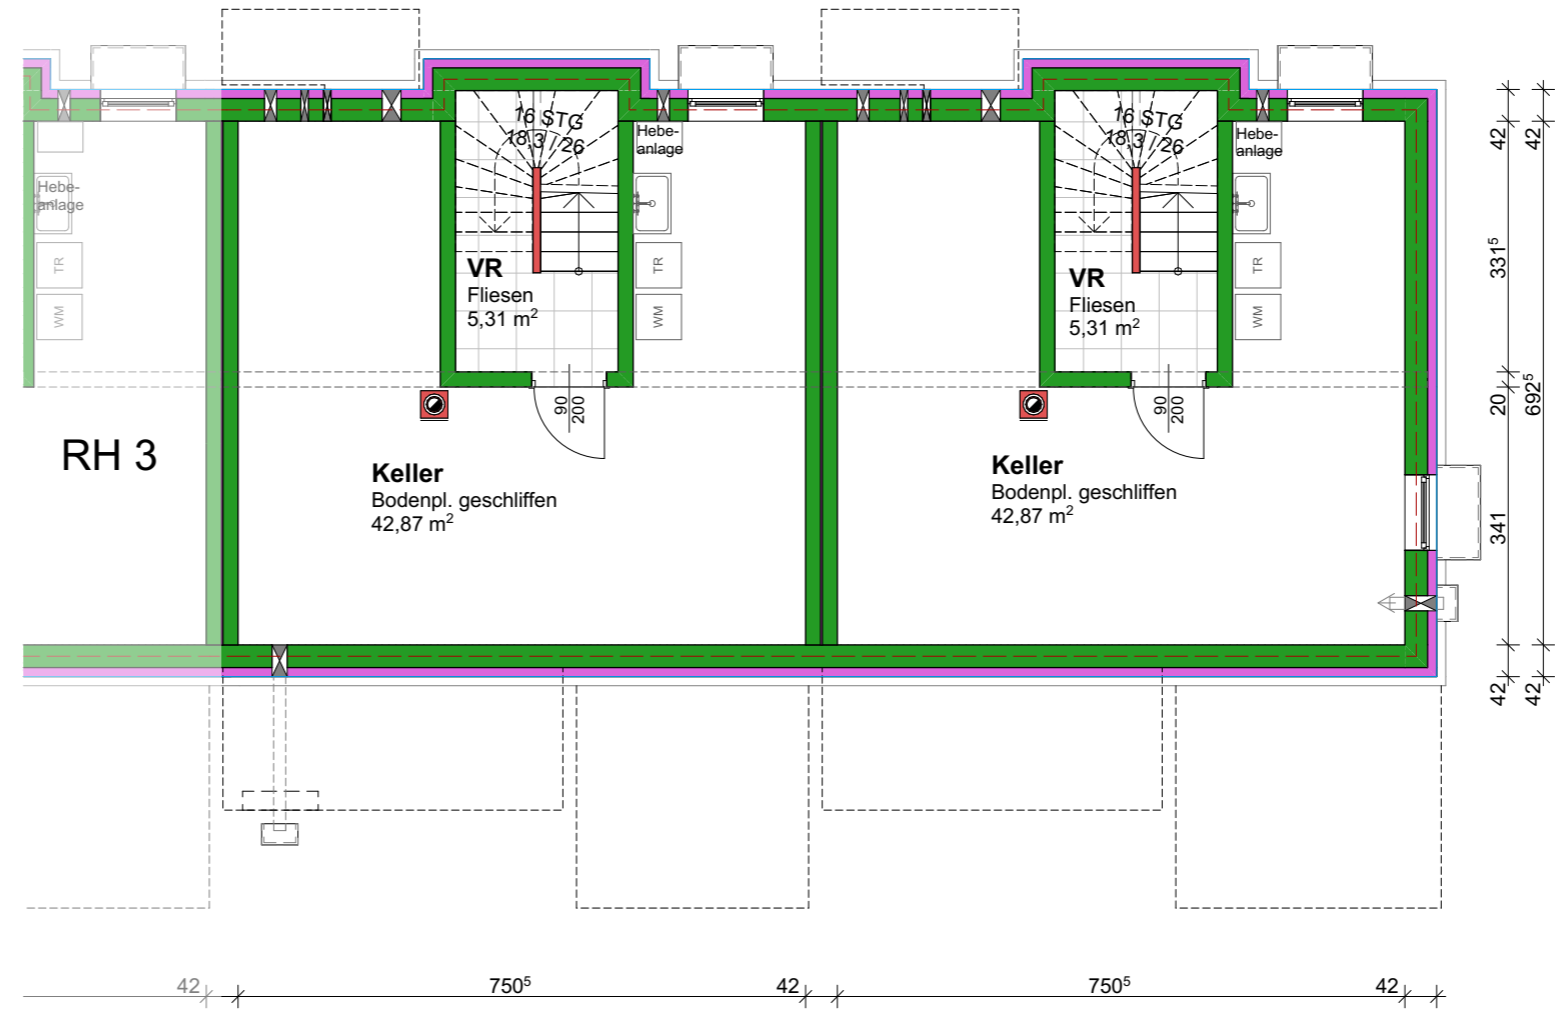 16 STG
18,3 / 26
16 STG
18,3 / 26
Hebe-
anlage
Hebe-
anlage
Hebe-
anlage
TR
WM
TR
WM
TR
WM
VR
Fliesen
5,31 m²
VR
Fliesen
5,31 m²
90
200
90
200
RH 3
Keller
Bodenpl. geschliffen
42,87 m²
Keller
Bodenpl. geschliffen
42,87 m²
42
331⁵
20
341
42
42
692⁵
42
42
750⁵
42
750⁵
42